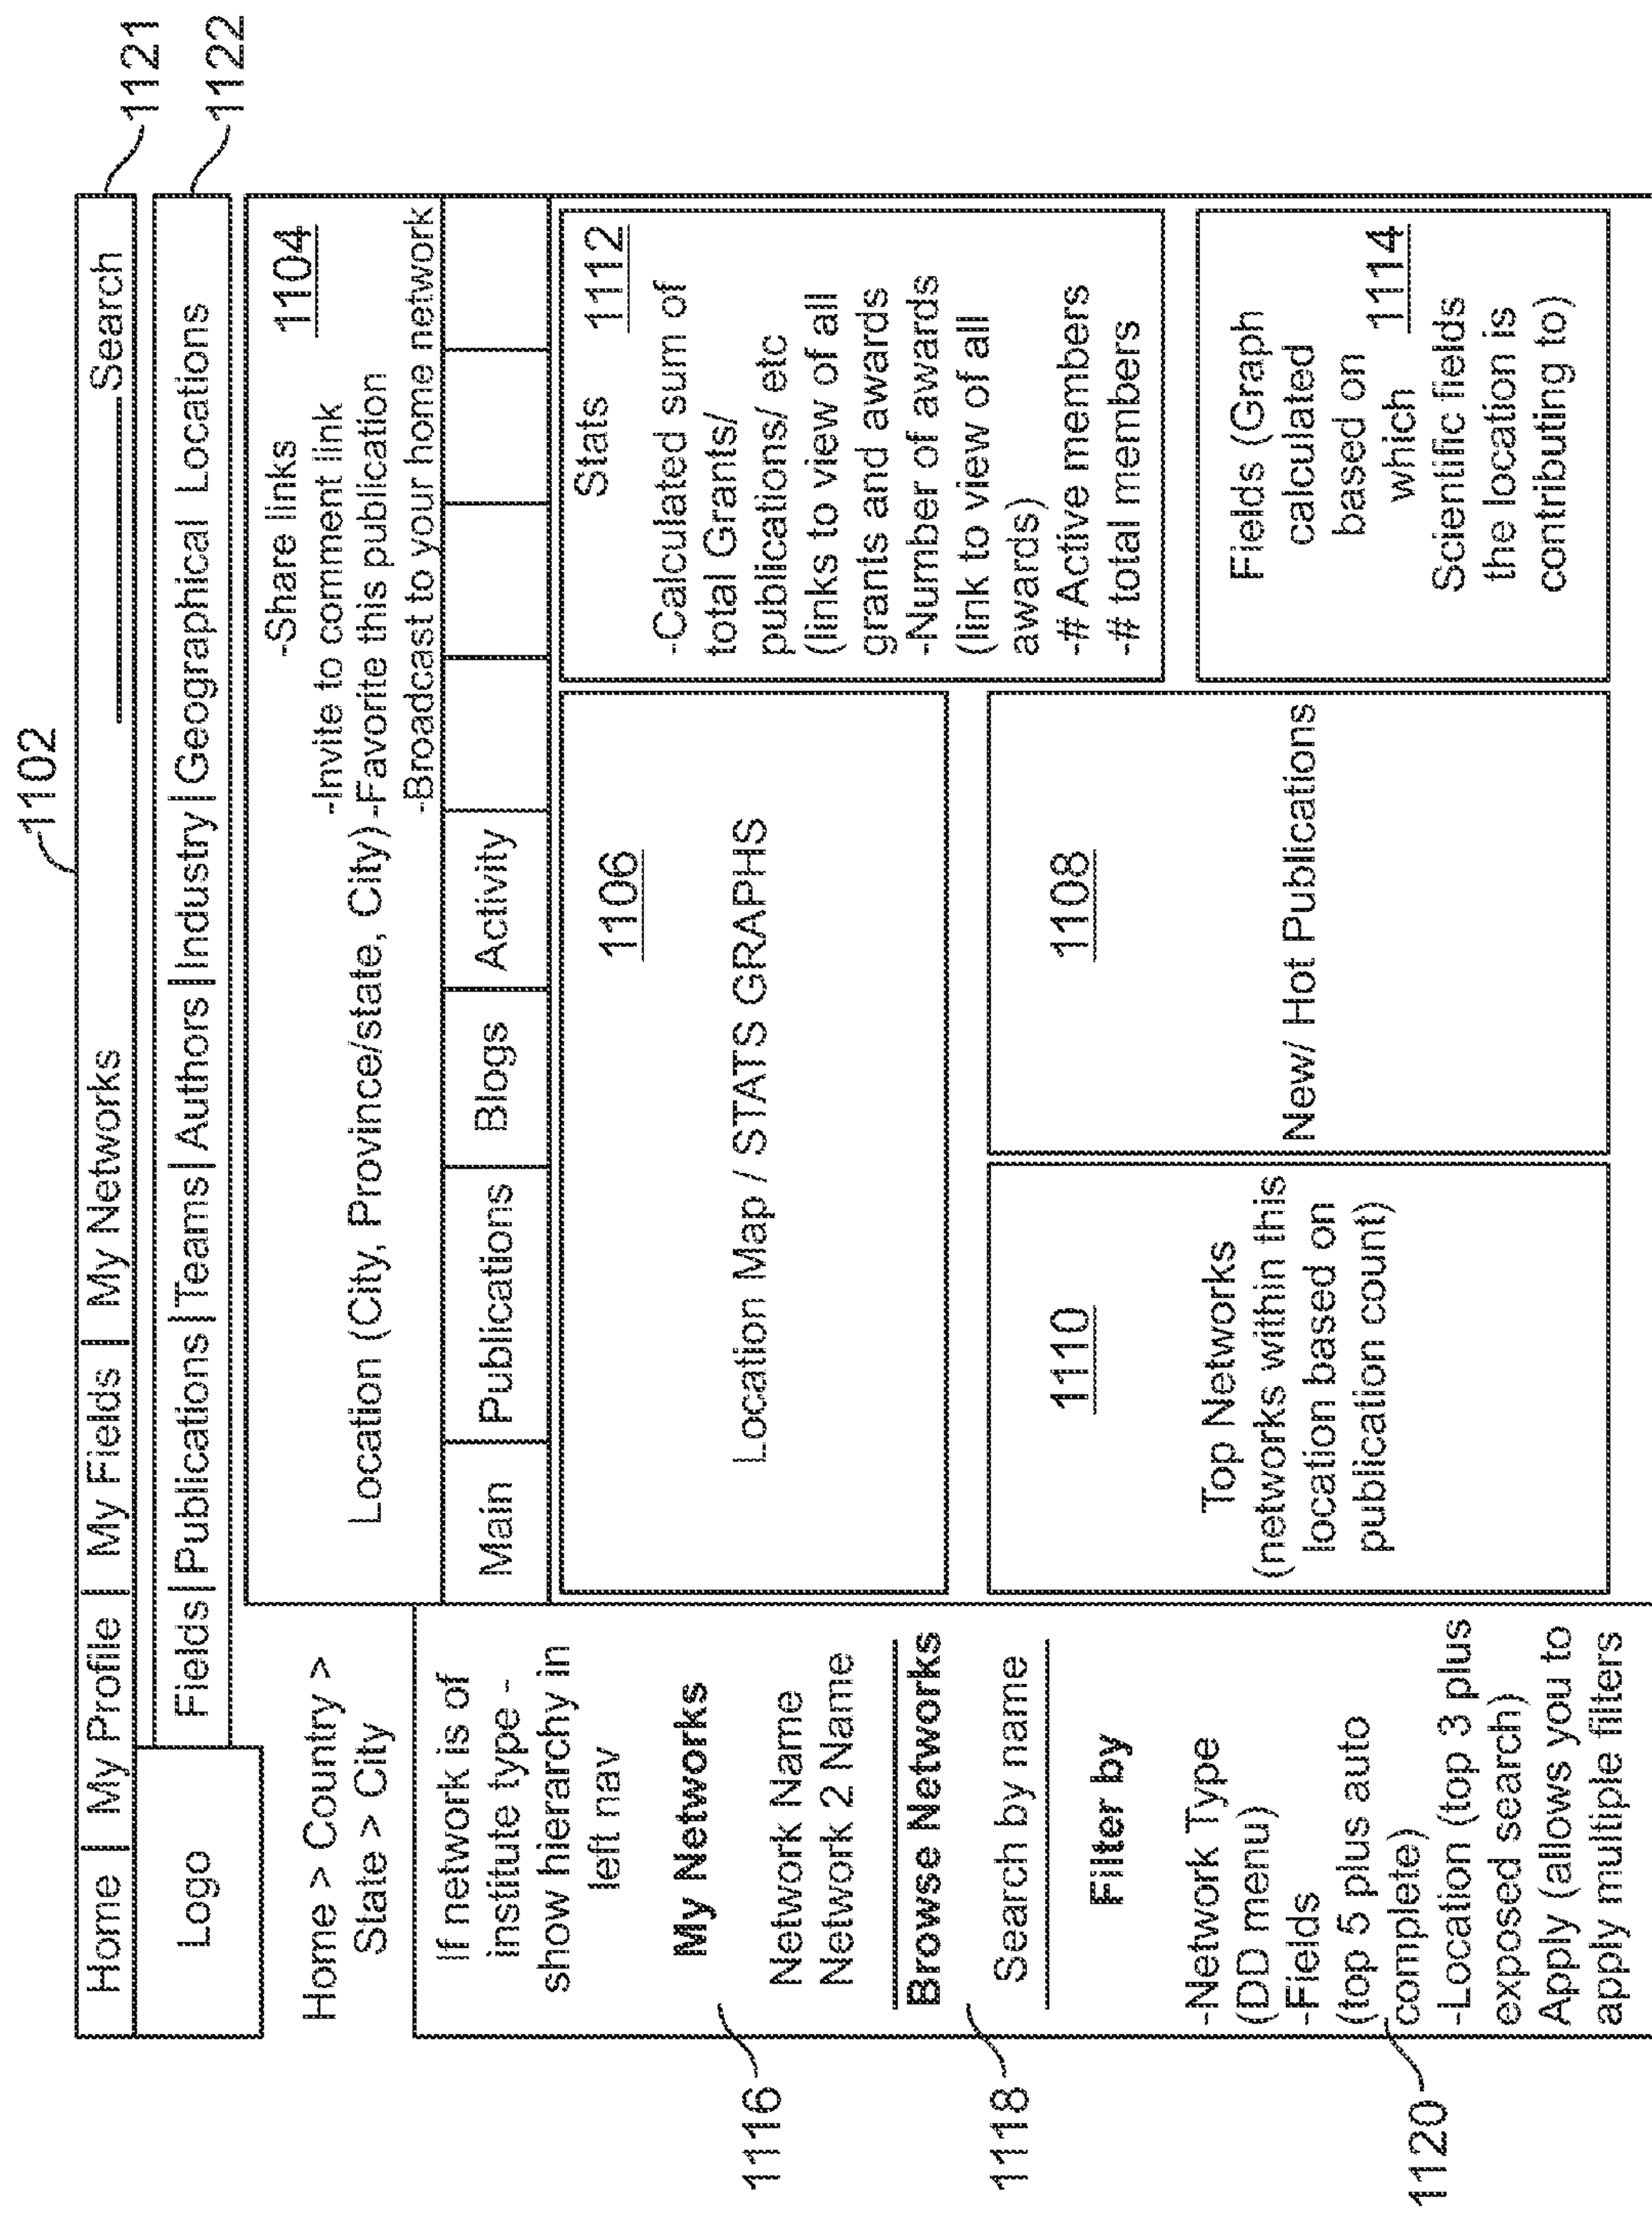 1102
Home | My Profile | My Fields | My Networks Search
1121
Logo
Fields|Publications|Teams|Authors|Industry|Geographical Locations
1122
Home > Country >
State > City
-Share links
1104
-Invite to comment link
Location (City, Province/state, City)
-Favorite this publication
-Broadcast to your home network
Main Publications Blogs Activity
If network is of
institute type -
show hierarchy in
left nav
My Networks
Network Name
Network 2 Name
1116
Browse Networks
Search by name
1118
Filter by
-Network Type
(DD menu)
-Fields
(top 5 plus auto
complete)
-Location (top 3 plus
exposed search)
Apply (allows you to
apply multiple filters
1120
1106
Location Map / STATS GRAPHS
Stats
1112
-Calculated sum of
total Grants/
publications/ etc
(links to view of all
grants and awards
-Number of awards
(link to view of all
awards)
-# Active members
-# total members
1110
Top Networks
(networks within this
location based on
publication count)
1108
New/ Hot Publications
Fields (Graph
calculated
based on
which
1114
Scientific fields
the location is
contributing to)